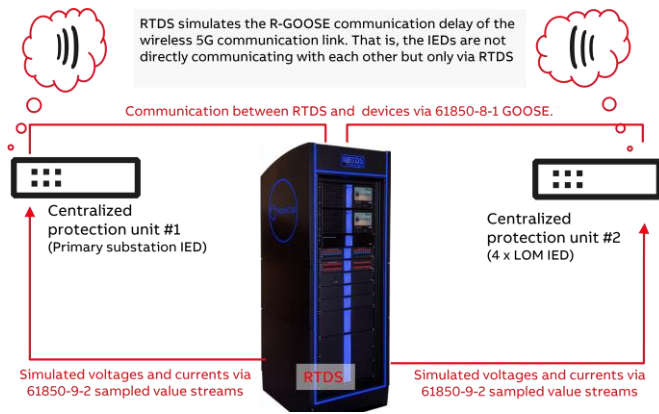 RTDS simulates the R-GOOSE communication delay of the
wireless 5G communication link. That is, the IEDs are not
directly communicating with each other but only via RTDS
Communication between RTDS and devices via 61850-8-1 GOOSE.
Centralized
protection unit #1
(Primary substation IED)
Centralized
protection unit #2
(4 x LOM IED)
Simulated voltages and currents via
61850-9-2 sampled value streams
RTDS
Simulated voltages and currents via
61850-9-2 sampled value streams